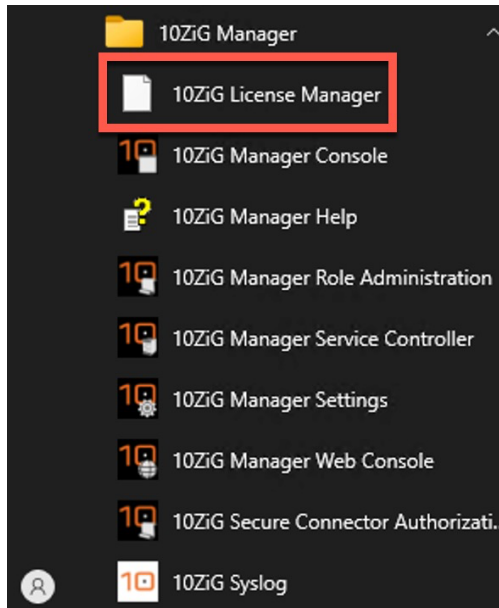 10ZiG Manager
10ZiG License Manager
10ZiG Manager Console
10ZiG Manager Help
10ZiG Manager Role Administration
10ZiG Manager Service Controller
10ZiG Manager Settings
10ZiG Manager Web Console
10ZiG Secure Connector Authorizati...
10 10ZiG Syslog